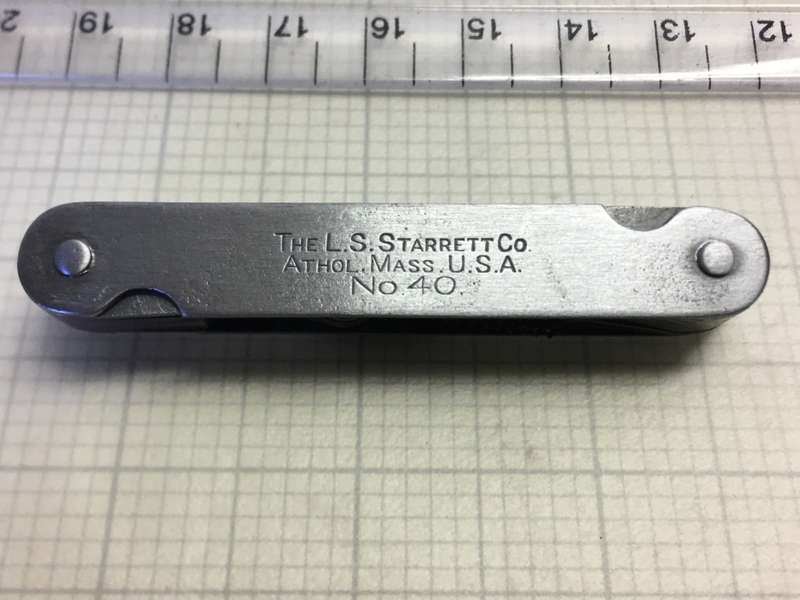 2 19 18 17 16 15 14 13 12
THE L.S. STARRETT CO.
ATHOL, MASS. U.S.A.
No. 40.